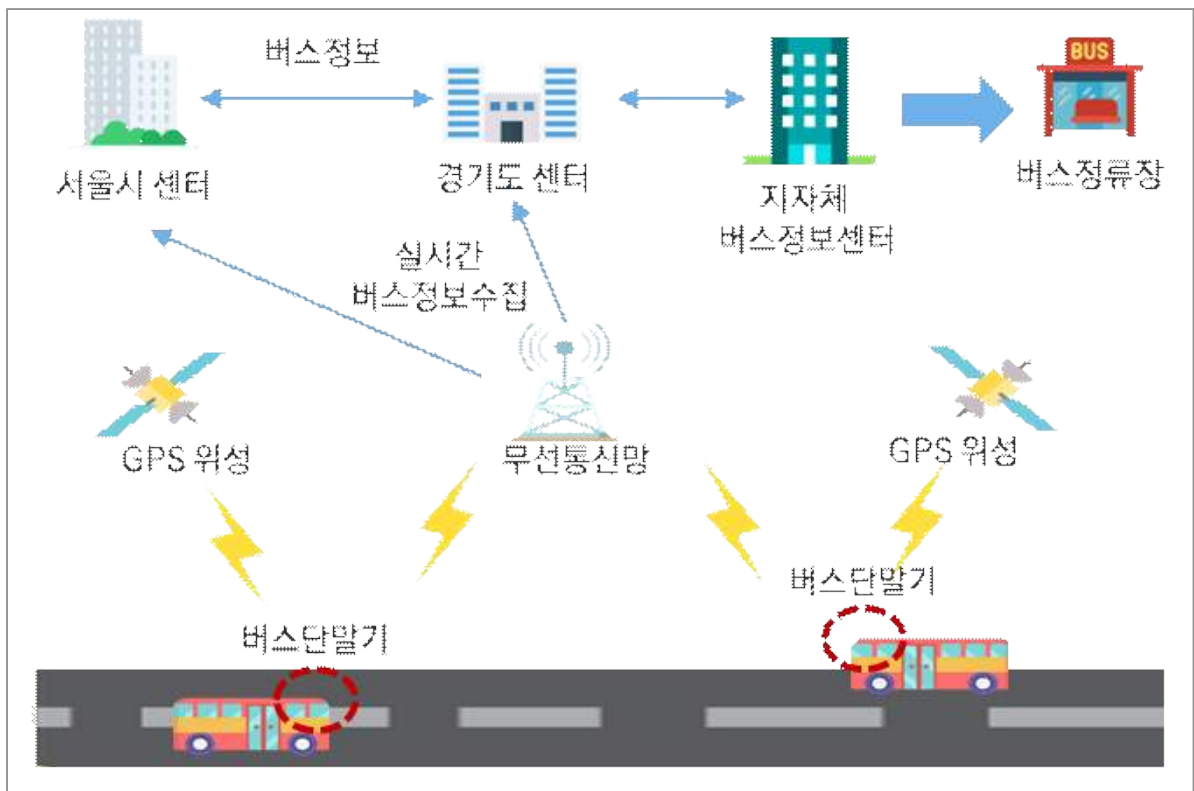 버스정보
BUS
서울시 센터
경기도 센터
지자체
버스정보센터
버스정류장
실시간
버스정보수집
GPS 위성
무선통신망
GPS 위성
버스단말기
버스단말기